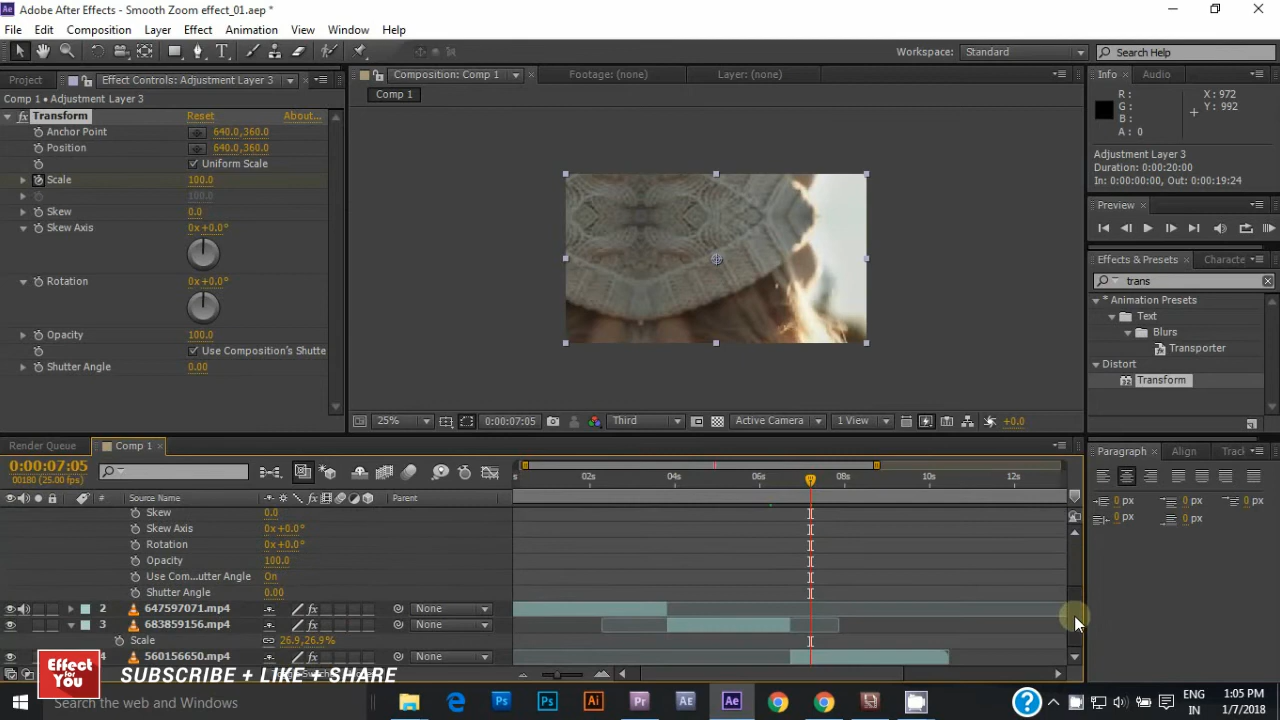 Adobe After Effects - Smooth Zoom effect_01.aep *
File Edit Composition Layer Effect Animation View Window Help
Workspace: Standard Search Help
Project Effect Controls: Adjustment Layer 3 Composition: Comp 1 Footage: (none) Layer: (none) Info Audio
Comp 1 • Adjustment Layer 3 Comp 1
R: X: 972
G: Y: 992
B:
A: 0
fx Transform Reset About...
Anchor Point 640.0,360.0
Position 640.0,360.0
Uniform Scale
Scale 100.0
100.0
Skew 0.0
Skew Axis 0x+0.0°
Rotation 0x+0.0°
Opacity 100.0
Use Composition's Shutte
Shutter Angle 0.00
Adjustment Layer 3
Duration: 0:00:20:00
In: 0:00:00:00, Out: 0:00:19:24
Preview
Effects & Presets Characte
trans
* Animation Presets
Text
Blurs
Transporter
Distort
Transform
25% 0:00:07:05 Third Active Camera 1 View +0.0
Render Queue Comp 1
0:00:07:05
00180 (25.00 fps)
s 02s 04s 06s 08s 10s 12s
Source Name Parent
Skew 0.0
Skew Axis 0x+0.0°
Rotation 0x+0.0°
Opacity 100.0
Use Com...utter Angle On
Shutter Angle 0.00
2 647597071.mp4 None
3 683859156.mp4 None
Scale 26.9,26.9%
560156650.mp4 None
Paragraph Align Tracl
0 px 0 px 0 px
0 px 0 px
Effect for You
SUBSCRIBE + LIKE + SHARE
Search the web and Windows
ENG
IN
1:05 PM
1/7/2018